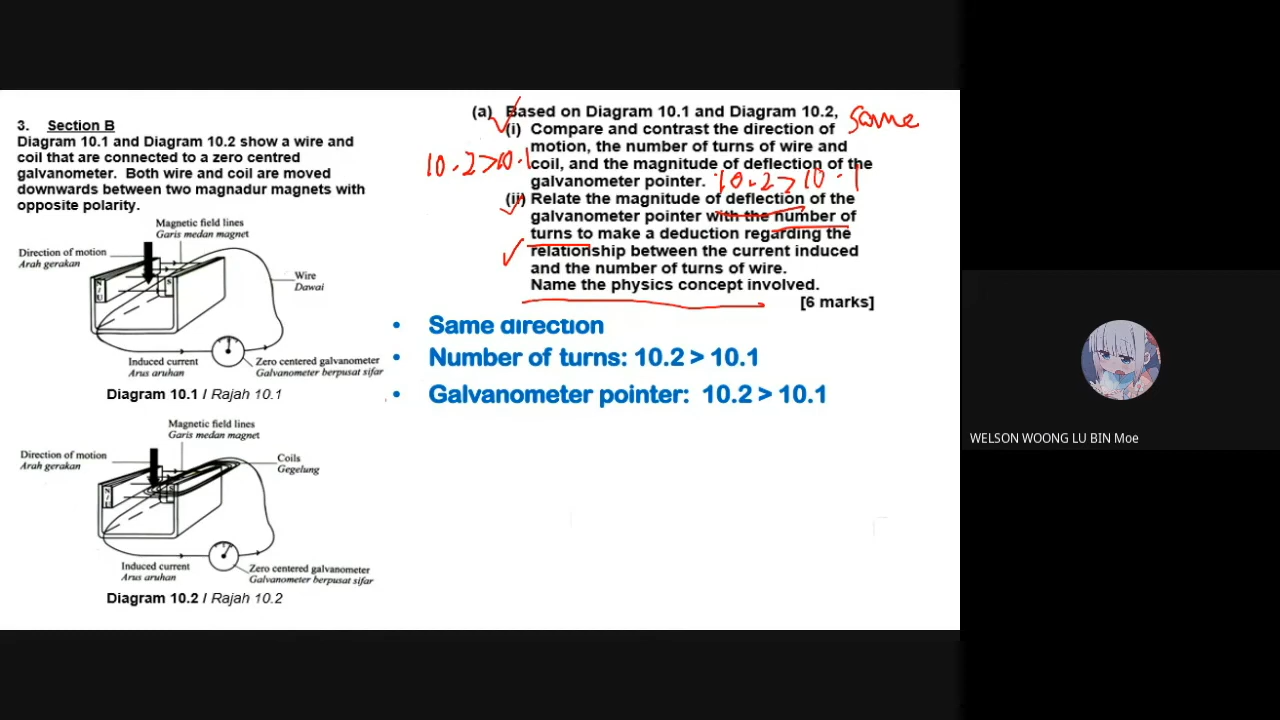 3. Section B
Diagram 10.1 and Diagram 10.2 show a wire and
coil that are connected to a zero centred
galvanometer. Both wire and coil are moved
downwards between two magnadur magnets with
opposite polarity.
Magnetic field lines
Garis medan magnet
Direction of motion
Arah gerakan
N
U
S
Wire
Dawai
Induced current
Arus aruhan
Zero centered galvanometer
Galvanometer berpusat sifar
Diagram 10.1 / Rajah 10.1
Magnetic field lines
Garis medan magnet
Direction of motion
Arah gerakan
N
U
S
Coils
Gegelung
Induced current
Arus aruhan
Zero centered galvanometer
Galvanometer berpusat sifar
Diagram 10.2 / Rajah 10.2
(a) Based on Diagram 10.1 and Diagram 10.2,
same
(i) Compare and contrast the direction of
motion, the number of turns of wire and
10.2>10.1
coil, and the magnitude of deflection of the
galvanometer pointer.
10.2>10.1
(ii) Relate the magnitude of deflection of the
galvanometer pointer with the number of
turns to make a deduction regarding the
relationship between the current induced
and the number of turns of wire.
Name the physics concept involved.
[6 marks]
• Same direction
• Number of turns: 10.2 > 10.1
• Galvanometer pointer: 10.2 > 10.1
WELSON WOONG LU BIN Moe